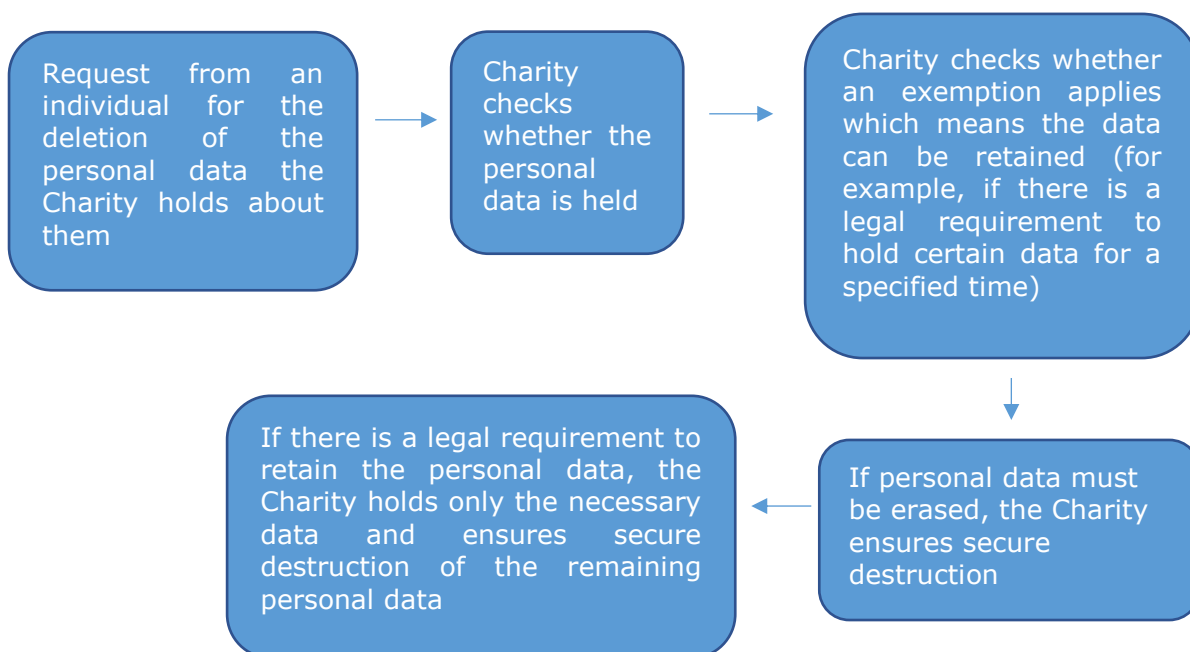 Request from an
individual for the
deletion of the
personal data the
Charity holds about
them
Charity
checks
whether the
personal
data is held
Charity checks whether
an exemption applies
which means the data
can be retained (for
example, if there is a
legal requirement to
hold certain data for a
specified time)
If personal data must
be erased, the Charity
ensures secure
destruction
If there is a legal requirement to
retain the personal data, the
Charity holds only the necessary
data and ensures secure
destruction of the remaining
personal data